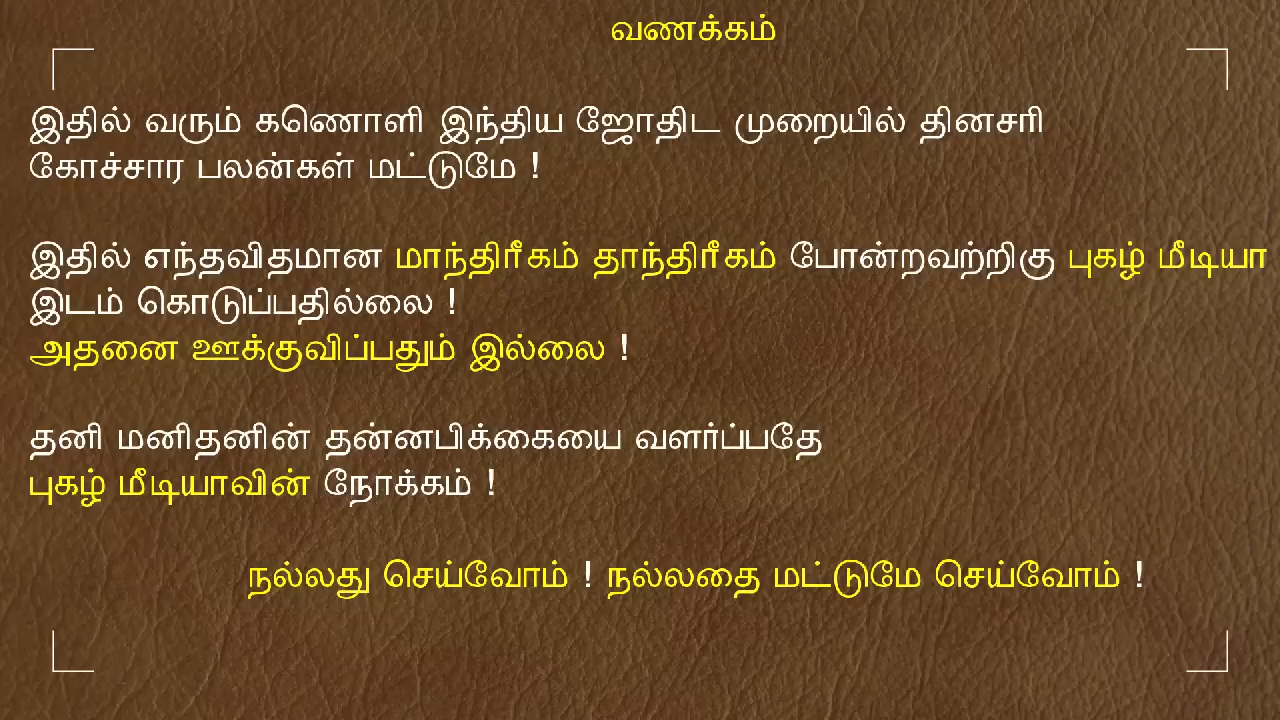 வணக்கம்
இதில் வரும் கணொளி இந்திய ஜோதிட முறையில் தினசரி
கோச்சார பலன்கள் மட்டுமே !
இதில் எந்தவிதமான மாந்திரீகம் தாந்திரீகம் போன்றவற்றிகு புகழ் மீடியா
இடம் கொடுப்பதில்லை !
அதனை ஊக்குவிப்பதும் இல்லை !
தனி மனிதனின் தன்னபிக்கையை வளர்ப்பதே
புகழ் மீடியாவின் நோக்கம் !
நல்லது செய்வோம் ! நல்லதை மட்டுமே செய்வோம் !